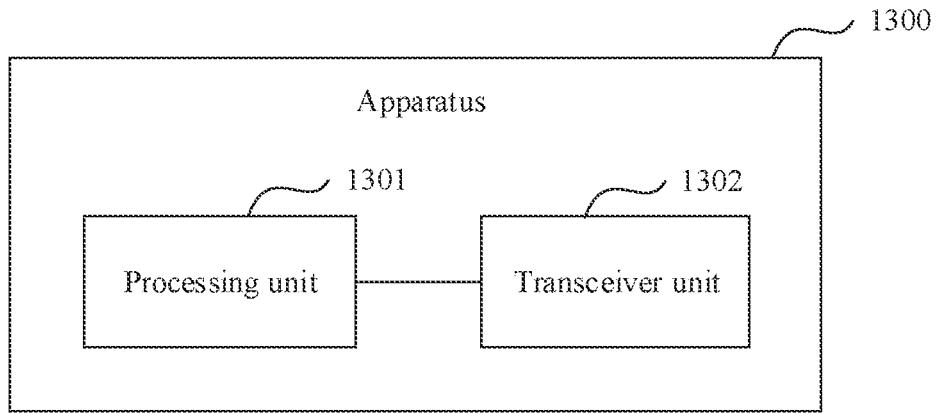 1300
Apparatus
1301
1302
Processing unit
Transceiver unit